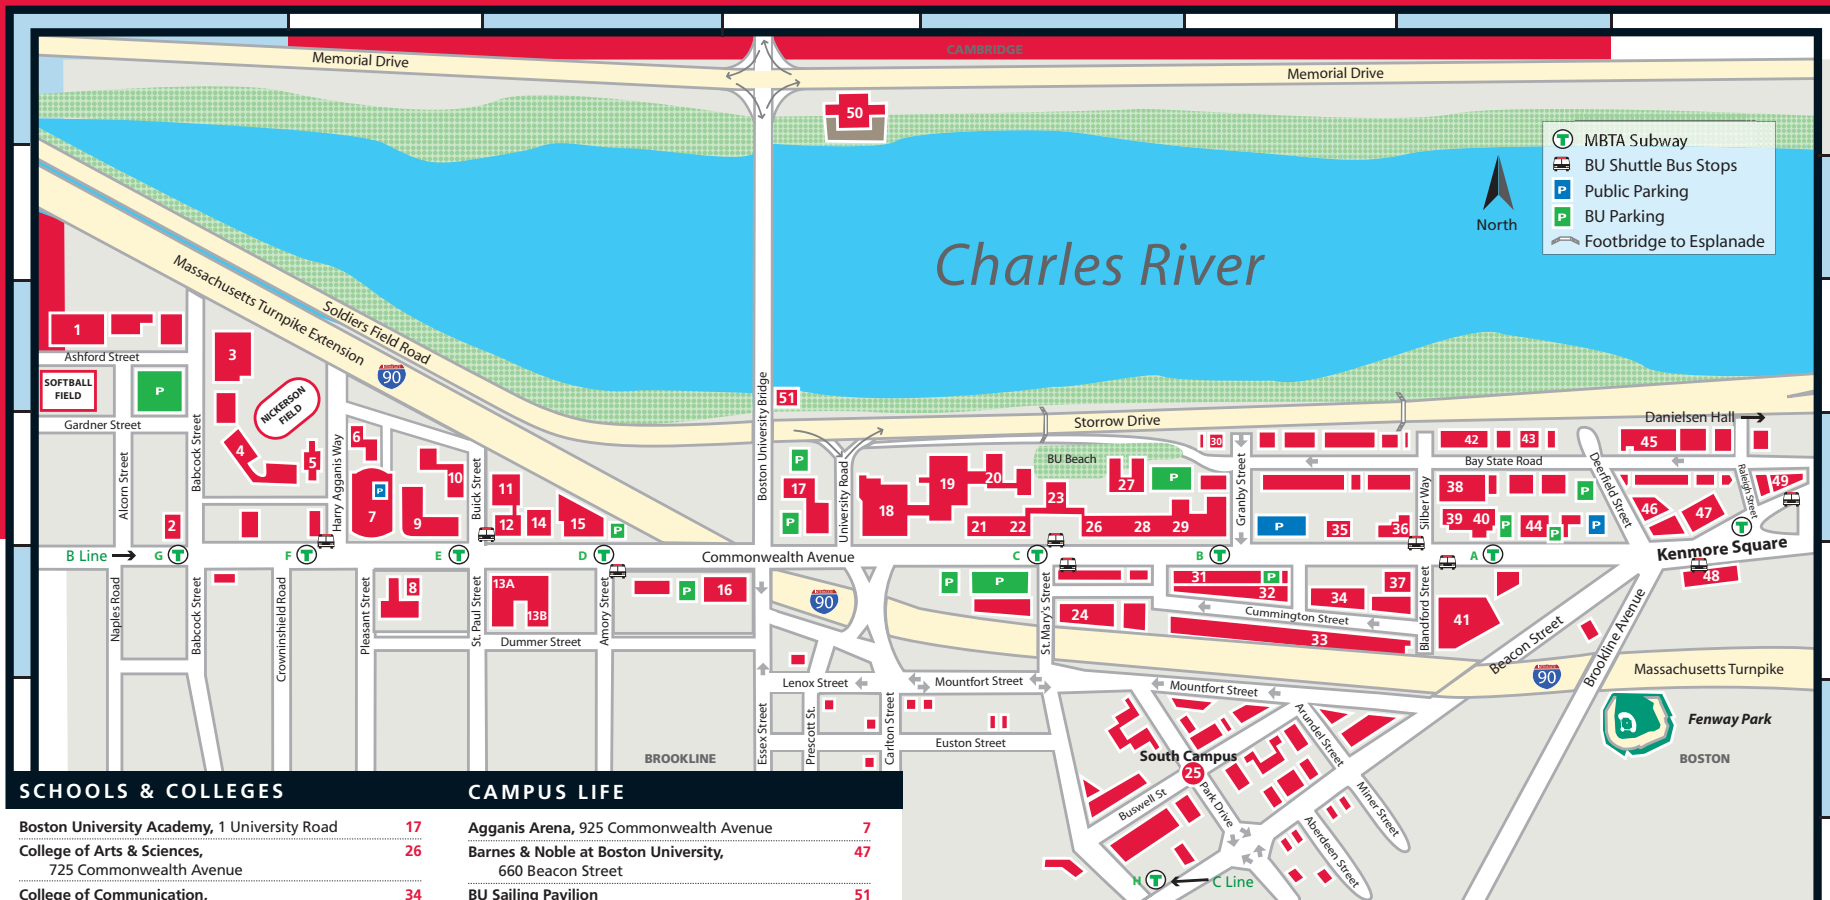 CAMBRIDGE
Memorial Drive
Memorial Drive
50
MBTA Subway
BU Shuttle Bus Stops
Public Parking
BU Parking
Footbridge to Esplanade
North
Charles River
Massachusetts Turnpike Extension
Soldiers Field Road
90
1
Ashford Street
3
SOFTBALL
FIELD
P
NICKERSON
FIELD
Gardner Street
Babcock Street
Alcorn Street
4
5
Harry Agganis Way
6
P
7
9
10
Buick Street
11
12
14
15
P
2
Boston University Bridge
51
Storrow Drive
Danielsen Hall
P
17
P
University Road
18
19
20
BU Beach
23
27
P
21
22
26
28
29
30
Granby Street
42
43
45
Bay State Road
Silber Way
38
39
40
P
44
P
P
P
Deerfield Street
46
47
Raleigh Street
49
P
35
36
B Line
G
T
F
T
E
T
D
T
Commonwealth Avenue
C
T
B
T
A
T
T
Kenmore Square
48
Naples Road
Babcock Street
Crowninshield Road
Pleasant Street
8
St. Paul Street
13A
13B
Amory Street
P
16
Dummer Street
90
P
P
St.Mary's Street
24
31
P
32
34
37
Cummington Street
33
Blandford Street
41
Beacon Street
Brookline Avenue
90
Massachusetts Turnpike
Fenway Park
BOSTON
Lenox Street
Mountfort Street
Mountfort Street
Essex Street
Prescott St.
Carlton Street
Euston Street
BROOKLINE
Arundel Street
South Campus
25
Buswell St
Park Drive
Miner Street
Aberdeen Street
H
T
C Line
SCHOOLS & COLLEGES
Boston University Academy, 1 University Road 17
College of Arts & Sciences, 26
725 Commonwealth Avenue
College of Communication, 34
CAMPUS LIFE
Agganis Arena, 925 Commonwealth Avenue 7
Barnes & Noble at Boston University, 47
660 Beacon Street
BU Sailing Pavilion 51